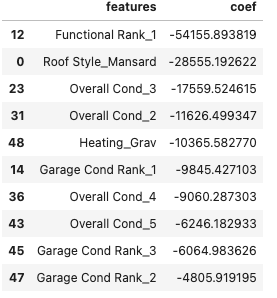 features coef
12 Functional Rank_1 -54155.893819
0 Roof Style_Mansard -28555.192622
23 Overall Cond_3 -17559.524615
31 Overall Cond_2 -11626.499347
48 Heating_Grav -10365.582770
14 Garage Cond Rank_1 -9845.427103
36 Overall Cond_4 -9060.287303
43 Overall Cond_5 -6246.182933
45 Garage Cond Rank_3 -6064.983626
47 Garage Cond Rank_2 -4805.919195